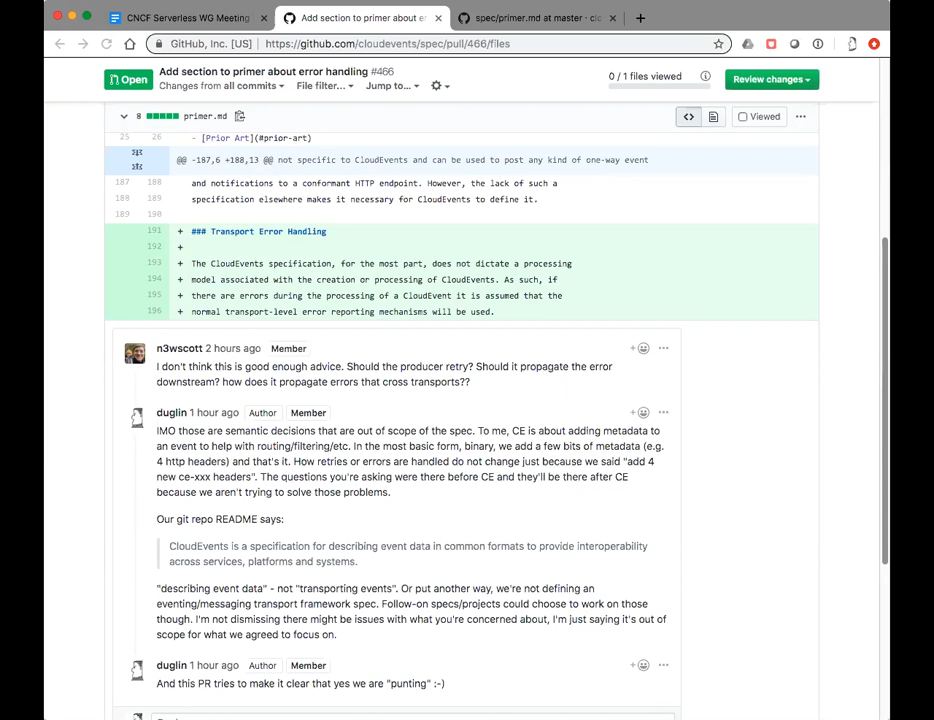 CNCF Serverless WG Meeting
Add section to primer about er
spec/primer.md at master · clo
GitHub, Inc. [US] | https://github.com/cloudevents/spec/pull/466/files
Open
Add section to primer about error handling #466
Changes from all commits File filter... Jump to...
0 / 1 files viewed
Review changes
8 primer.md
Viewed
25 26 - [Prior Art](#prior-art)
@@ -187,6 +188,13 @@ not specific to CloudEvents and can be used to post any kind of one-way event
187 188 and notifications to a conformant HTTP endpoint. However, the lack of such a
188 189 specification elsewhere makes it necessary for CloudEvents to define it.
189 190
191 + ### Transport Error Handling
192 +
193 + The CloudEvents specification, for the most part, does not dictate a processing
194 + model associated with the creation or processing of CloudEvents. As such, if
195 + there are errors during the processing of a CloudEvent it is assumed that the
196 + normal transport-level error reporting mechanisms will be used.
n3wscott 2 hours ago Member
I don't think this is good enough advice. Should the producer retry? Should it propagate the error
downstream? how does it propagate errors that cross transports??
duglin 1 hour ago Author Member
IMO those are semantic decisions that are out of scope of the spec. To me, CE is about adding metadata to
an event to help with routing/filtering/etc. In the most basic form, binary, we add a few bits of metadata (e.g.
4 http headers) and that's it. How retries or errors are handled do not change just because we said "add 4
new ce-xxx headers". The questions you're asking were there before CE and they'll be there after CE
because we aren't trying to solve those problems.
Our git repo README says:
CloudEvents is a specification for describing event data in common formats to provide interoperability
across services, platforms and systems.
"describing event data" - not "transporting events". Or put another way, we're not defining an
eventing/messaging transport framework spec. Follow-on specs/projects could choose to work on those
though. I'm not dismissing there might be issues with what you're concerned about, I'm just saying it's out of
scope for what we agreed to focus on.
duglin 1 hour ago Author Member
And this PR tries to make it clear that yes we are "punting" :-)